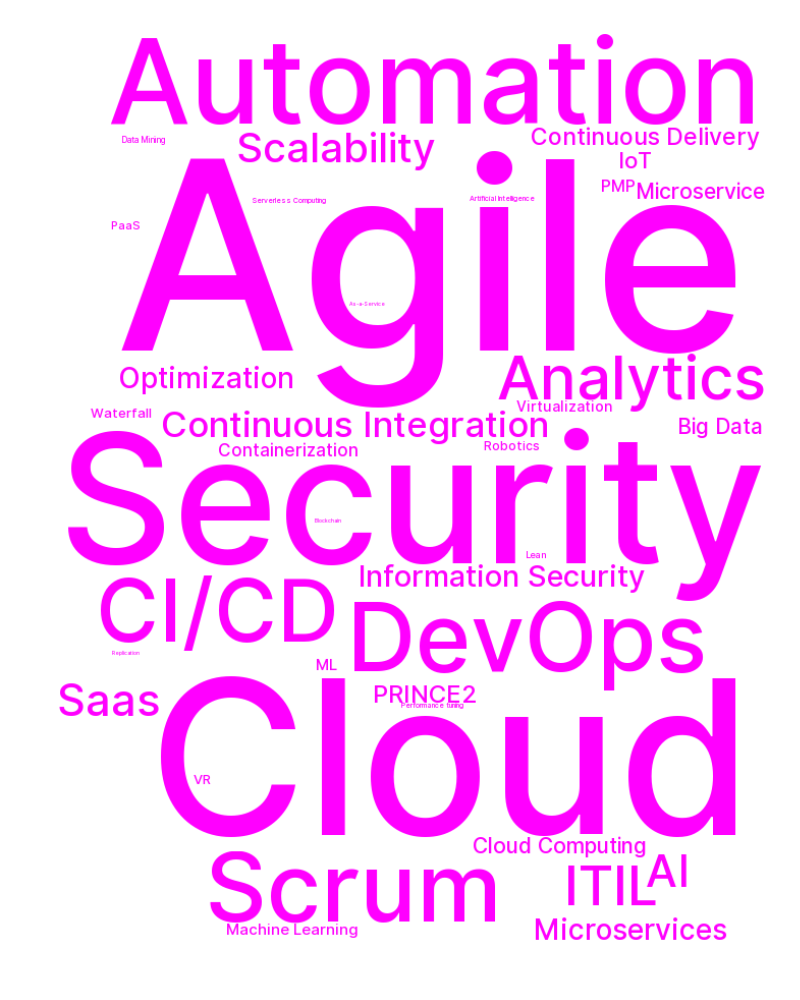 Automation
Data Mining
Scalability
Continuous Delivery
IoT
PMP
Microservice
Serverless Computing
Artificial Intelligence
PaaS
Agile
As-a-Service
Optimization
Analytics
Virtualization
Waterfall
Continuous Integration
Big Data
Containerization
Robotics
Security
Blockchain
Lean
Information Security
CI/CD
DevOps
Replication
ML
Saas
PRINCE2
Performance tuning
Cloud
VR
Cloud Computing
Scrum
ITIL
AI
Machine Learning
Microservices